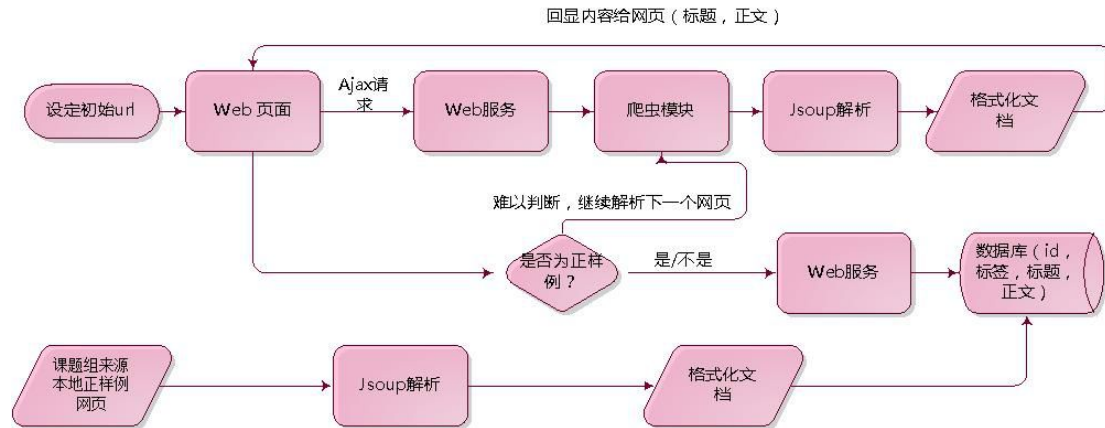 回显内容给网页（标题，正文）
设定初始url
Web 页面
Ajax请
求
Web服务
爬虫模块
Jsoup解析
格式化文
档
难以判断，继续解析下一个网页
是否为正样
例？
是/不是
Web服务
数据库（id，
标签，标题，
正文）
课题组来源
本地正样例
网页
Jsoup解析
格式化文
档